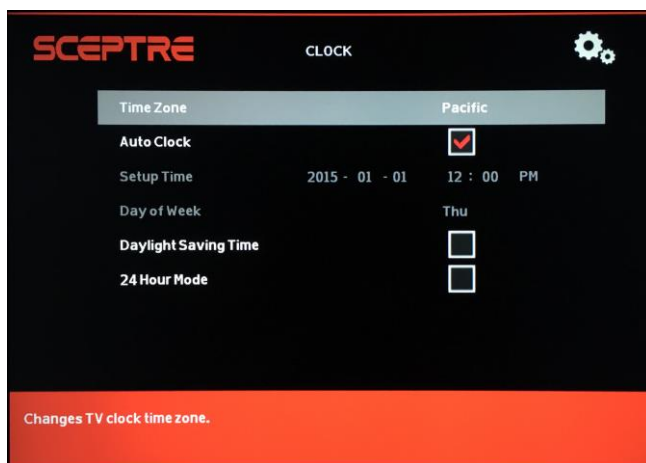 SCEPTRE CLOCK
Time Zone Pacific
Auto Clock
Setup Time 2015 - 01 - 01 12 : 00 PM
Day of Week Thu
Daylight Saving Time
24 Hour Mode
Changes TV clock time zone.